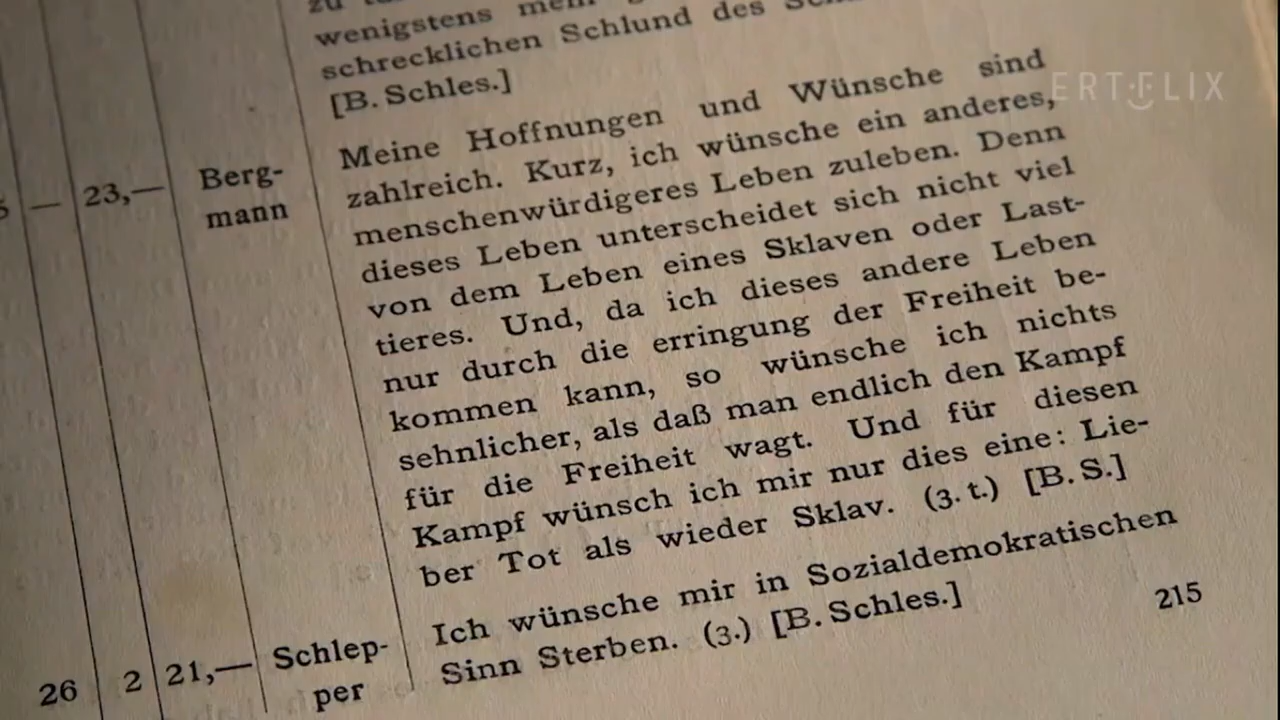 wenigstens
schrecklichen Schlund des
[B. Schles.]
ERTFLIX
— 23,— Berg-
mann
Meine Hoffnungen und Wünsche sind
zahlreich. Kurz, ich wünsche ein anderes,
menschenwürdigeres Leben zuleben. Denn
dieses Leben unterscheidet sich nicht viel
von dem Leben eines Sklaven oder Last-
tieres. Und, da ich dieses andere Leben
nur durch die erringung der Freiheit be-
kommen kann, so wünsche ich nichts
sehnlicher, als daß man endlich den Kampf
für die Freiheit wagt. Und für diesen
Kampf wünsch ich mir nur dies eine: Lie-
ber Tot als wieder Sklav. (3. t.) [B. S.]
26 2 21,— Schlep-
per
Ich wünsche mir in Sozialdemokratischen
Sinn Sterben. (3.) [B. Schles.]
215